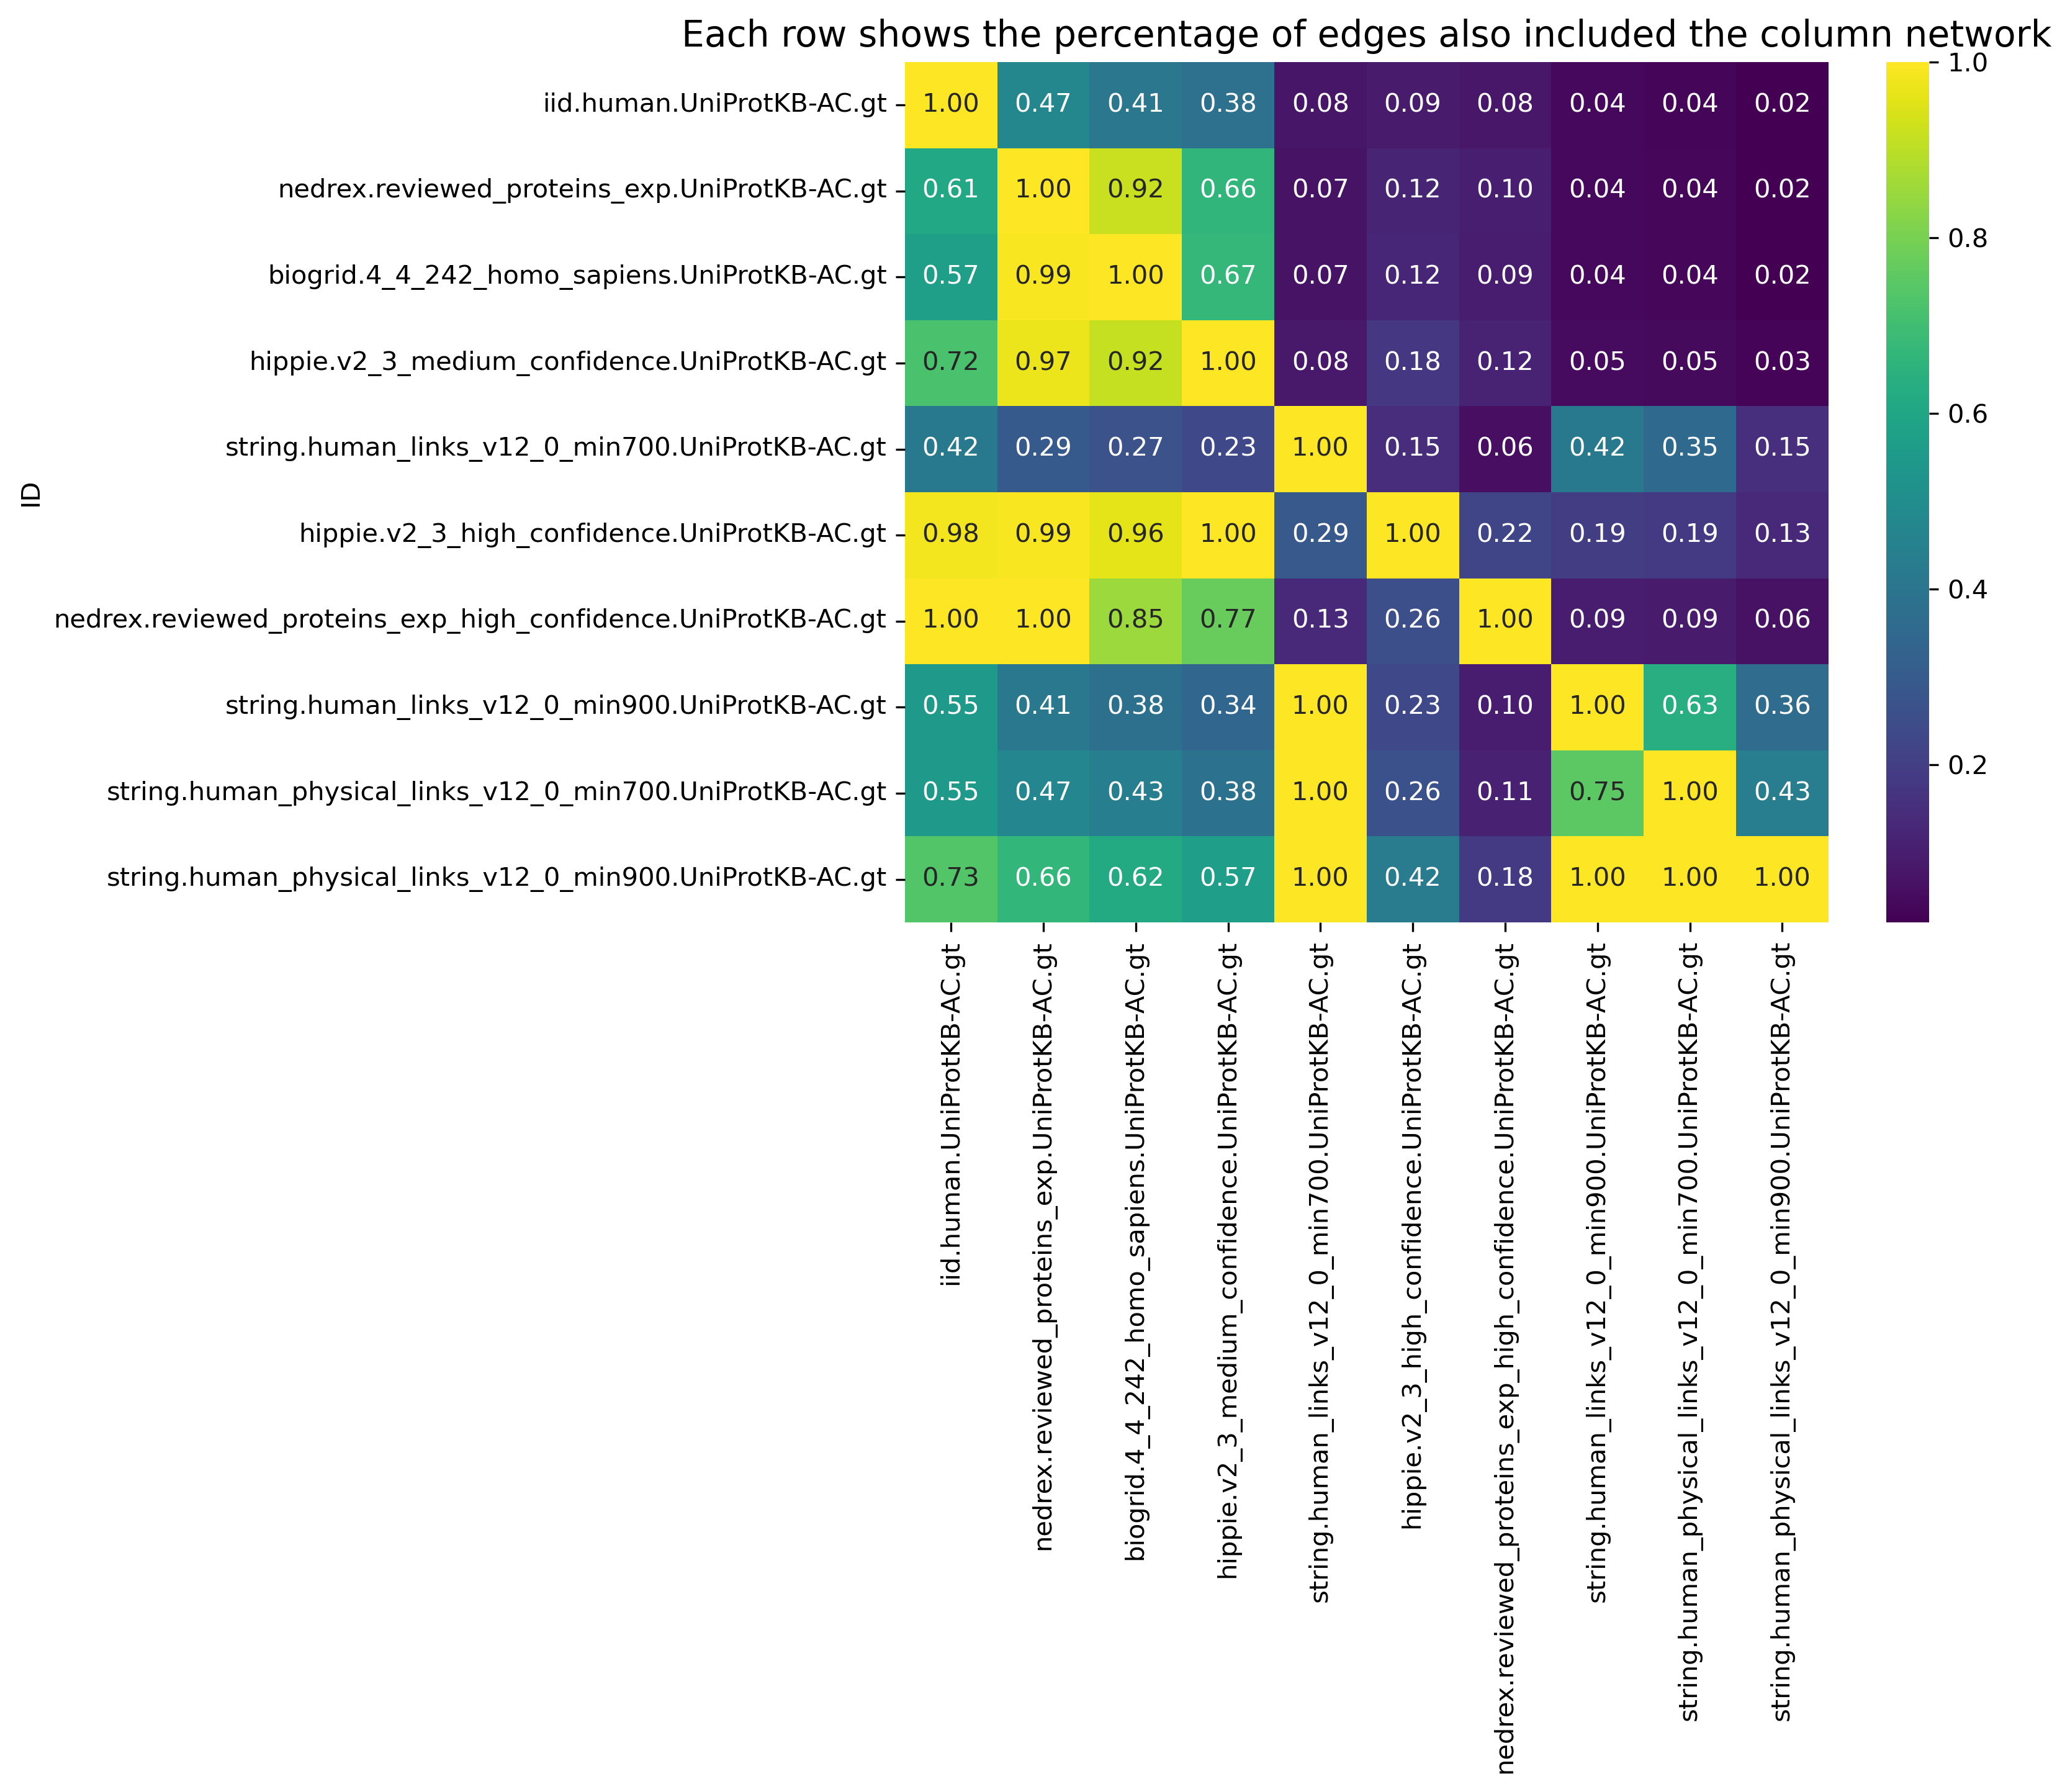 Each row shows the percentage of edges also included the column network
ID
iid.human.UniProtKB-AC.gt 1.00 0.47 0.41 0.38 0.08 0.09 0.08 0.04 0.04 0.02
nedrex.reviewed_proteins_exp.UniProtKB-AC.gt 0.61 1.00 0.92 0.66 0.07 0.12 0.10 0.04 0.04 0.02
biogrid.4_4_242_homo_sapiens.UniProtKB-AC.gt 0.57 0.99 1.00 0.67 0.07 0.12 0.09 0.04 0.04 0.02
hippie.v2_3_medium_confidence.UniProtKB-AC.gt 0.72 0.97 0.92 1.00 0.08 0.18 0.12 0.05 0.05 0.03
string.human_links_v12_0_min700.UniProtKB-AC.gt 0.42 0.29 0.27 0.23 1.00 0.15 0.06 0.42 0.35 0.15
hippie.v2_3_high_confidence.UniProtKB-AC.gt 0.98 0.99 0.96 1.00 0.29 1.00 0.22 0.19 0.19 0.13
nedrex.reviewed_proteins_exp_high_confidence.UniProtKB-AC.gt 1.00 1.00 0.85 0.77 0.13 0.26 1.00 0.09 0.09 0.06
string.human_links_v12_0_min900.UniProtKB-AC.gt 0.55 0.41 0.38 0.34 1.00 0.23 0.10 1.00 0.63 0.36
string.human_physical_links_v12_0_min700.UniProtKB-AC.gt 0.55 0.47 0.43 0.38 1.00 0.26 0.11 0.75 1.00 0.43
string.human_physical_links_v12_0_min900.UniProtKB-AC.gt 0.73 0.66 0.62 0.57 1.00 0.42 0.18 1.00 1.00 1.00
iid.human.UniProtKB-AC.gt
nedrex.reviewed_proteins_exp.UniProtKB-AC.gt
biogrid.4_4_242_homo_sapiens.UniProtKB-AC.gt
hippie.v2_3_medium_confidence.UniProtKB-AC.gt
string.human_links_v12_0_min700.UniProtKB-AC.gt
hippie.v2_3_high_confidence.UniProtKB-AC.gt
nedrex.reviewed_proteins_exp_high_confidence.UniProtKB-AC.gt
string.human_links_v12_0_min900.UniProtKB-AC.gt
string.human_physical_links_v12_0_min700.UniProtKB-AC.gt
string.human_physical_links_v12_0_min900.UniProtKB-AC.gt
1.0
0.8
0.6
0.4
0.2